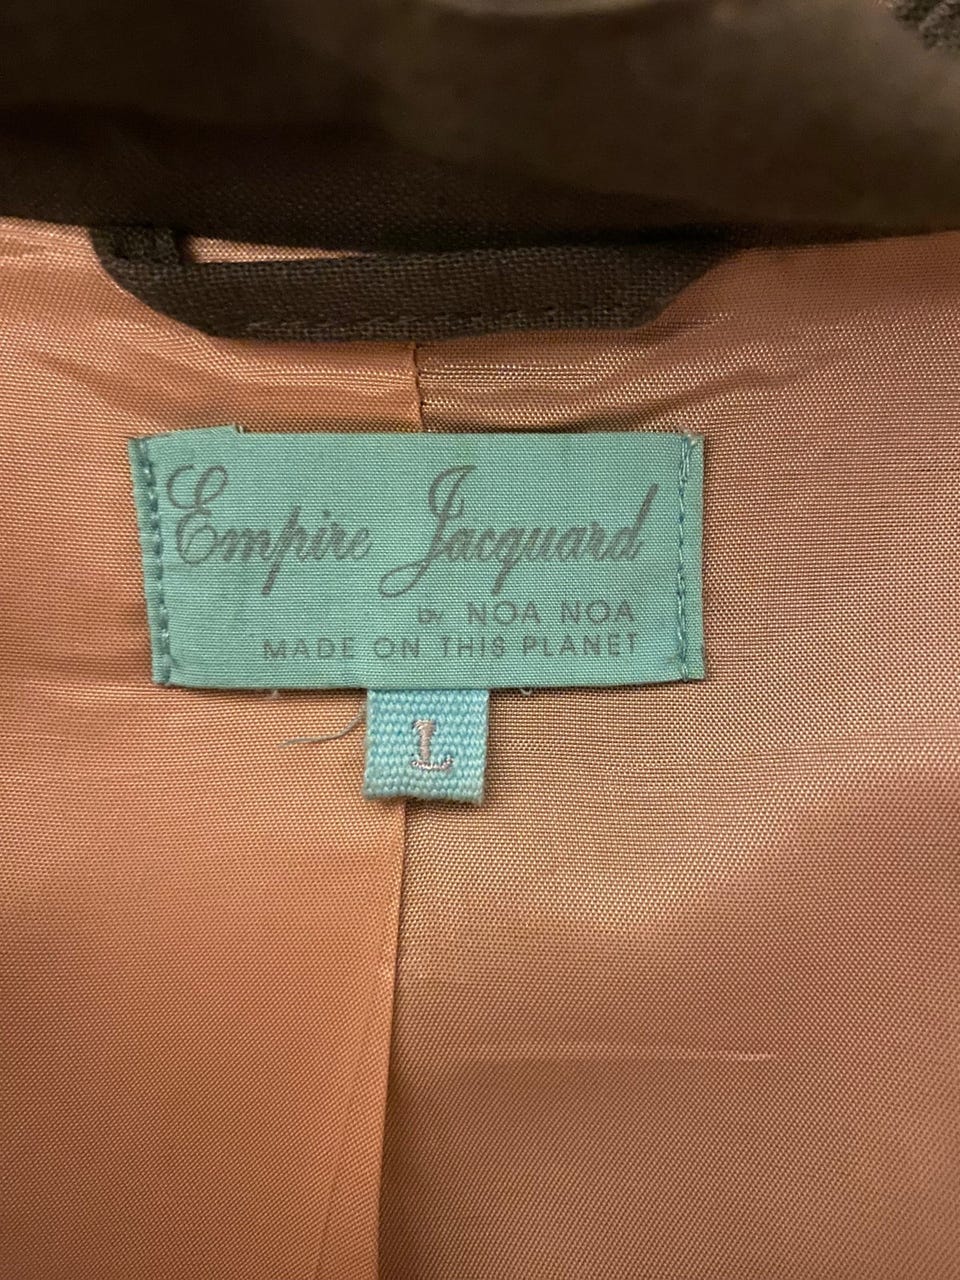 Empire Jacquard
by NOA NOA
MADE ON THIS PLANET
L